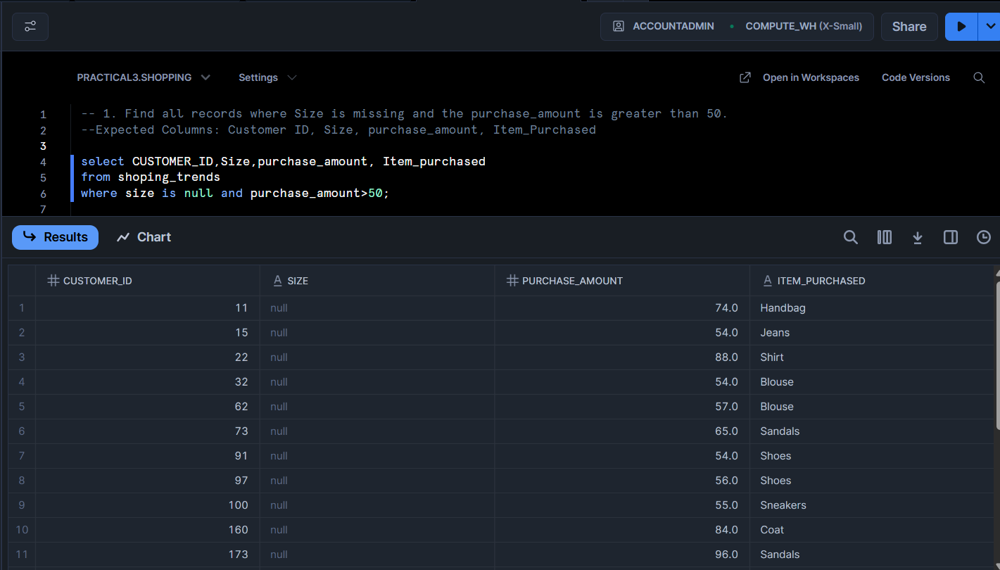 ACCOUNTADMIN • COMPUTE_WH (X-Small) Share
PRACTICAL3.SHOPPING Settings Open in Workspaces Code Versions
1 -- 1. Find all records where Size is missing and the purchase_amount is greater than 50.
2 --Expected Columns: Customer ID, Size, purchase_amount, Item_Purchased
3
4 select CUSTOMER_ID,Size,purchase_amount, Item_purchased
5 from shoping_trends
6 where size is null and purchase_amount>50;
7
Results Chart
CUSTOMER_ID A SIZE PURCHASE_AMOUNT A ITEM_PURCHASED
1 11 null 74.0 Handbag
2 15 null 54.0 Jeans
3 22 null 88.0 Shirt
4 32 null 54.0 Blouse
5 62 null 57.0 Blouse
6 73 null 65.0 Sandals
7 91 null 54.0 Shoes
8 97 null 56.0 Shoes
9 100 null 55.0 Sneakers
10 160 null 84.0 Coat
11 173 null 96.0 Sandals